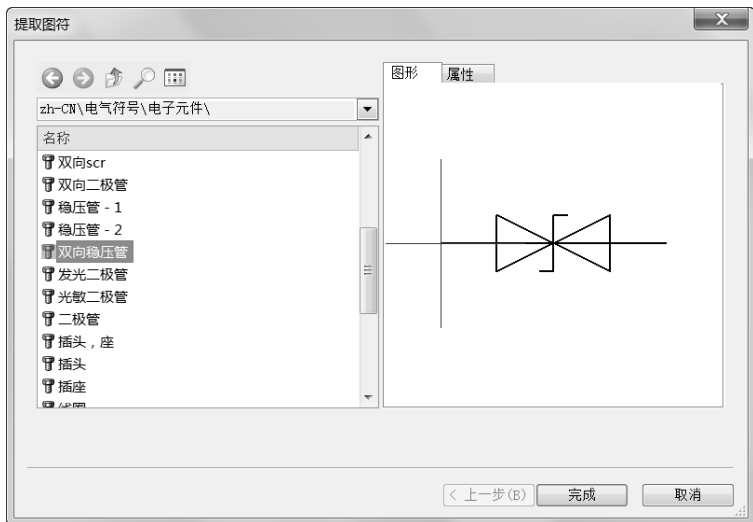 提取图符
图形 属性
zh-CN\电气符号\电子元件\
名称
双向scr
双向二极管
稳压管 - 1
稳压管 - 2
双向稳压管
发光二极管
光敏二极管
二极管
插头，座
插头
插座
< 上一步(B) 完成 取消